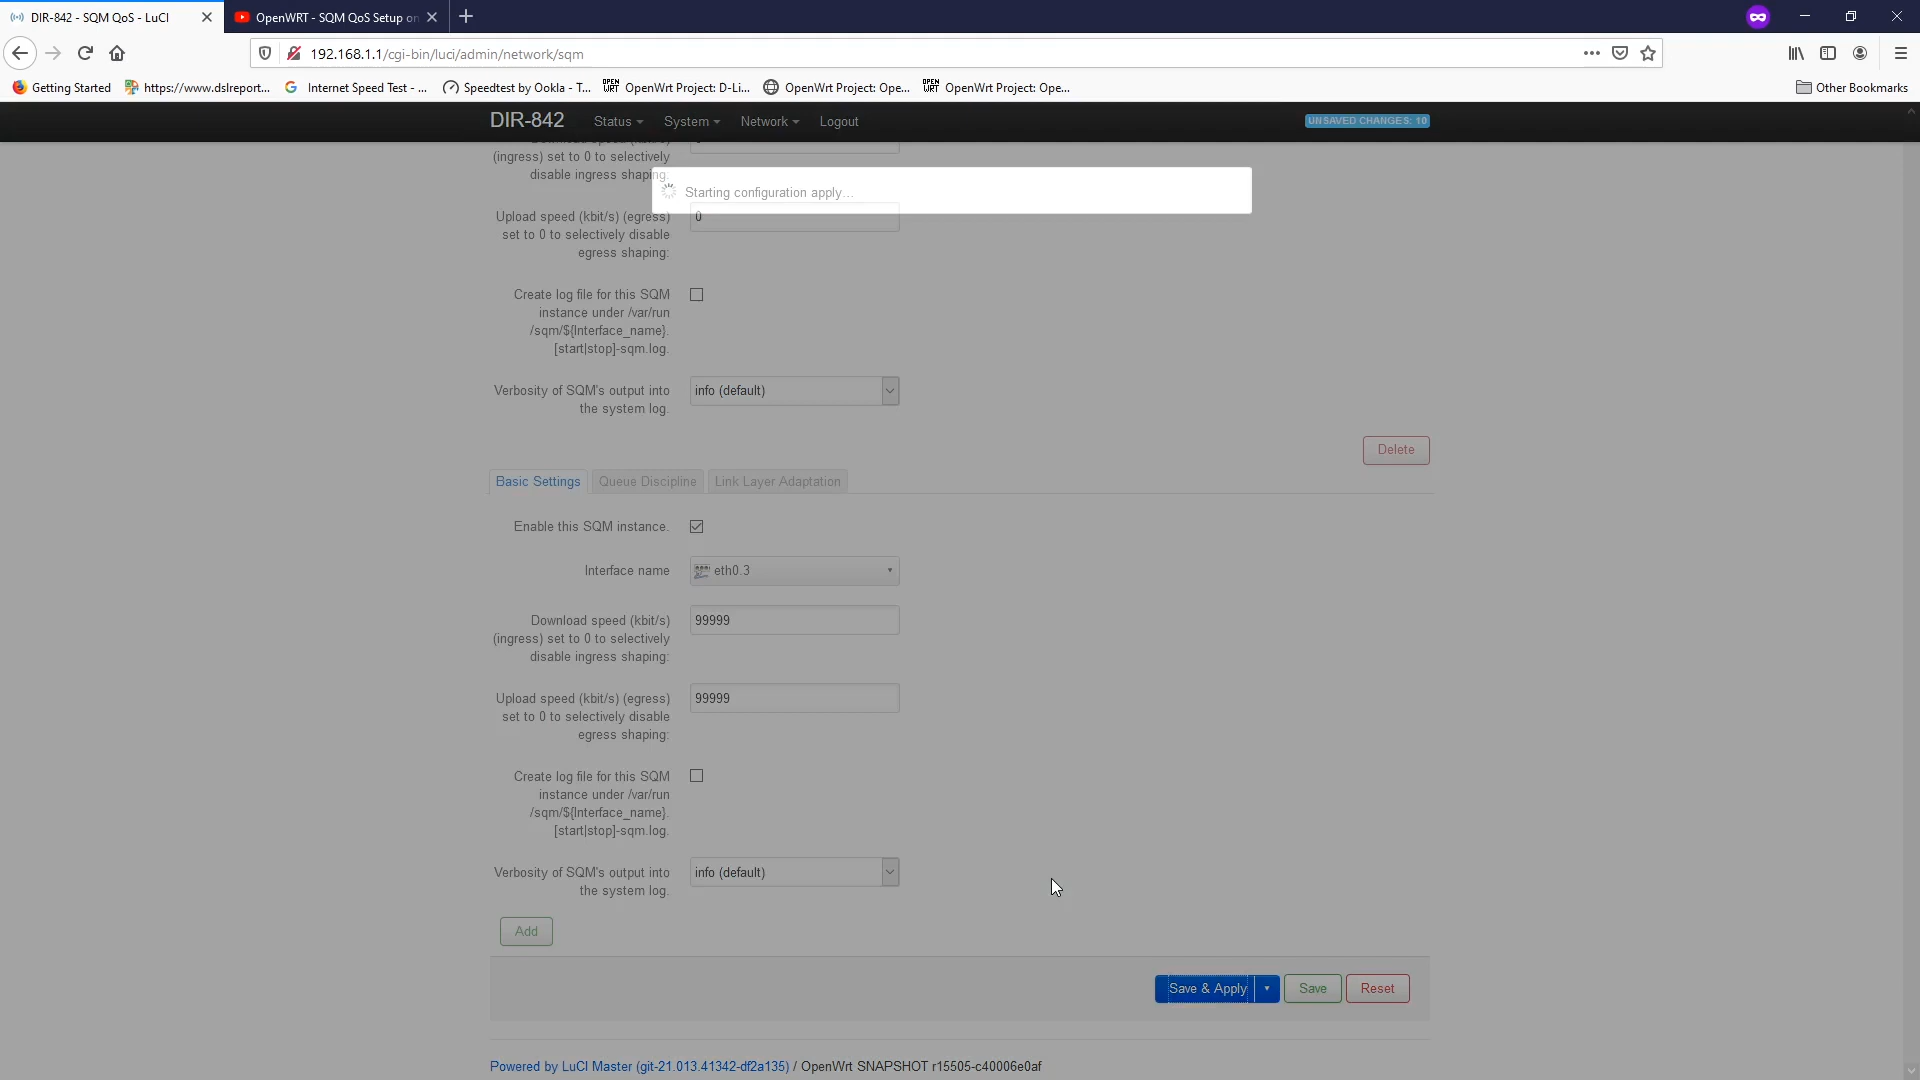 DIR-842 - SQM QoS - LuCI
OpenWRT - SQM QoS Setup on
192.168.1.1/cgi-bin/luci/admin/network/sqm
Getting Started
https://www.dslreport...
Internet Speed Test - ...
Speedtest by Ookla - T...
OPEN WRT
OpenWrt Project: D-Li...
OpenWrt Project: Ope...
OPEN WRT
OpenWrt Project: Ope...
Other Bookmarks
DIR-842
Status
System
Network
Logout
UNSAVED CHANGES: 10
(ingress) set to 0 to selectively
disable ingress shaping:
Starting configuration apply…
Upload speed (kbit/s) (egress)
set to 0 to selectively disable
egress shaping:
0
Create log file for this SQM
instance under /var/run
/sqm/${Interface_name}.
[start|stop]-sqm.log.
Verbosity of SQM's output into
the system log.
info (default)
Delete
Basic Settings
Queue Discipline
Link Layer Adaptation
Enable this SQM instance.
Interface name
eth0.3
Download speed (kbit/s)
(ingress) set to 0 to selectively
disable ingress shaping:
99999
Upload speed (kbit/s) (egress)
set to 0 to selectively disable
egress shaping:
99999
Create log file for this SQM
instance under /var/run
/sqm/${Interface_name}.
[start|stop]-sqm.log.
Verbosity of SQM's output into
the system log.
info (default)
Add
Save & Apply
Save
Reset
Powered by LuCI Master (git-21.013.41342-df2a135) / OpenWrt SNAPSHOT r15505-c40006e0af